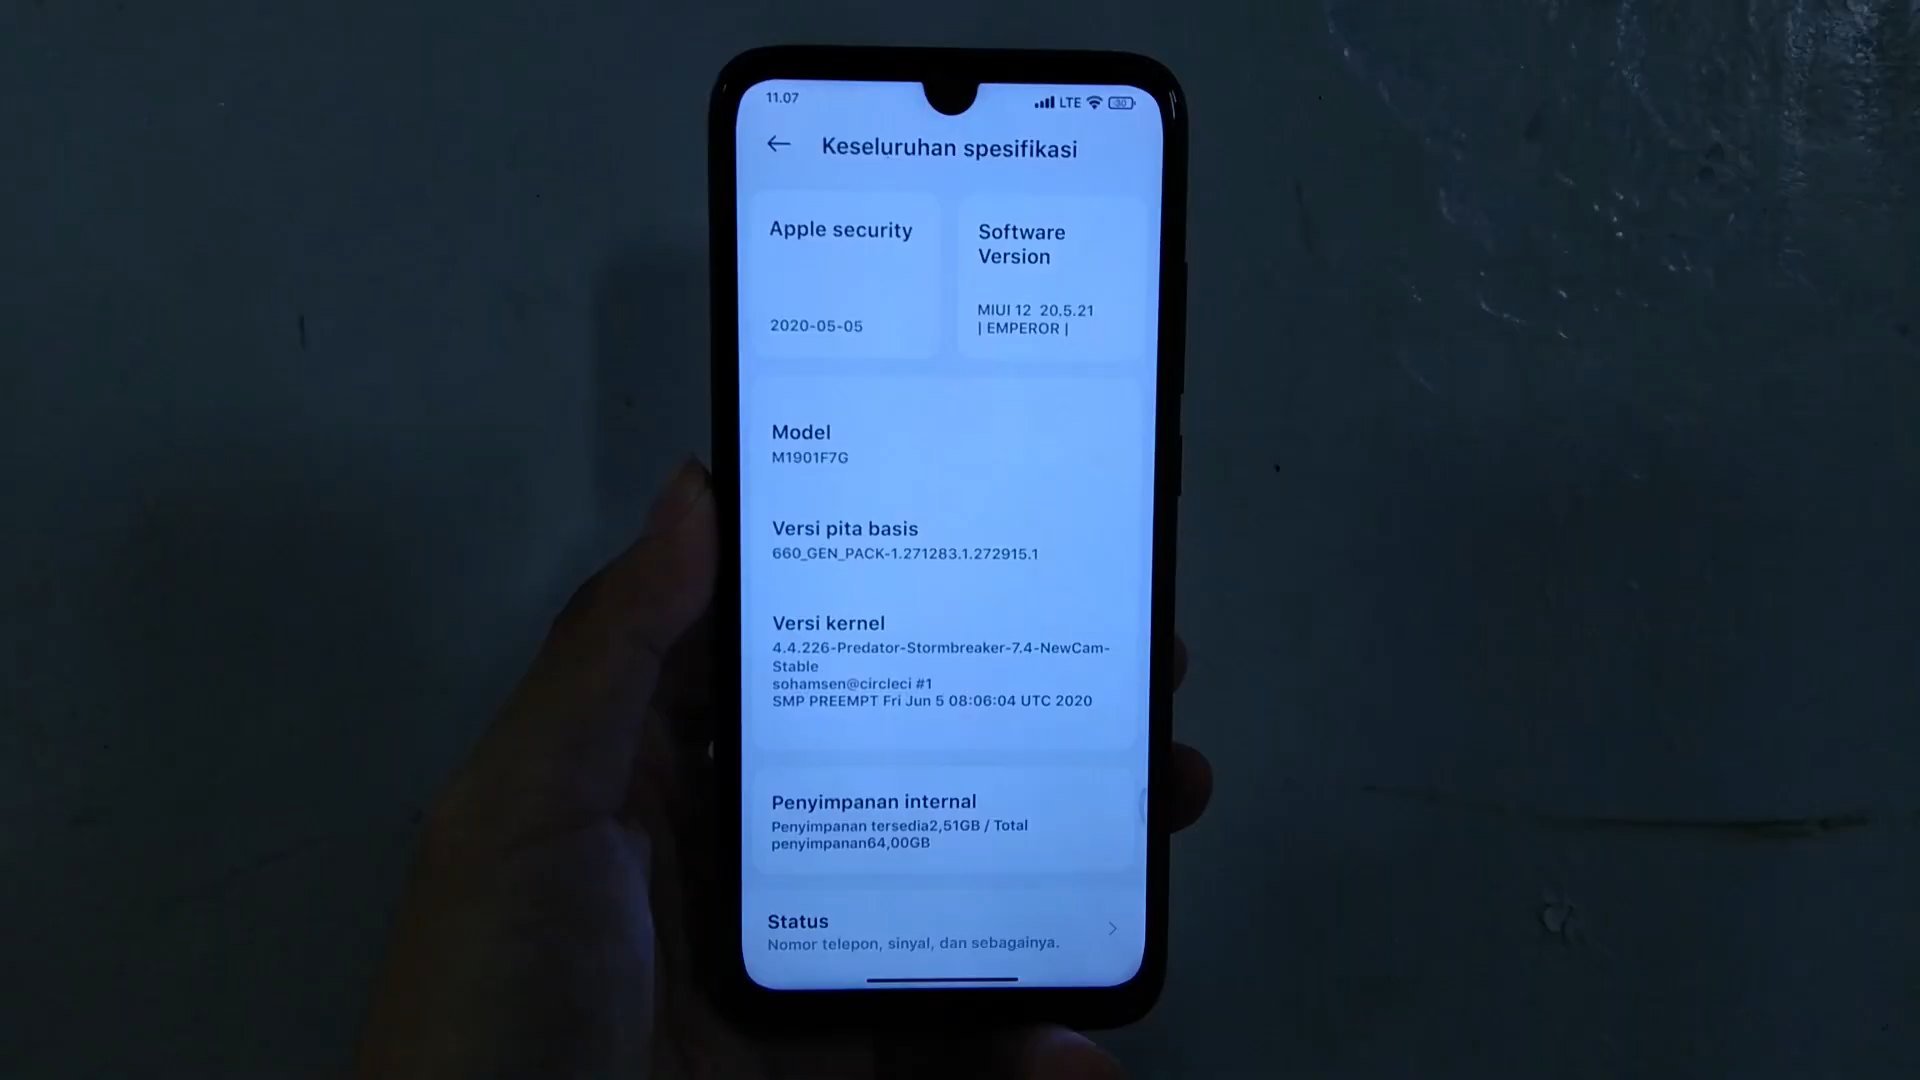 11.07
LTE 30
Keseluruhan spesifikasi
Apple security
2020-05-05
Software
Version
MIUI 12 20.5.21
| EMPEROR |
Model
M1901F7G
Versi pita basis
660_GEN_PACK-1.271283.1.272915.1
Versi kernel
4.4.226-Predator-Stormbreaker-7.4-NewCam-
Stable
sohamsen@circleci #1
SMP PREEMPT Fri Jun 5 08:06:04 UTC 2020
Penyimpanan internal
Penyimpanan tersedia2,51GB / Total
penyimpanan64,00GB
Status
Nomor telepon, sinyal, dan sebagainya.